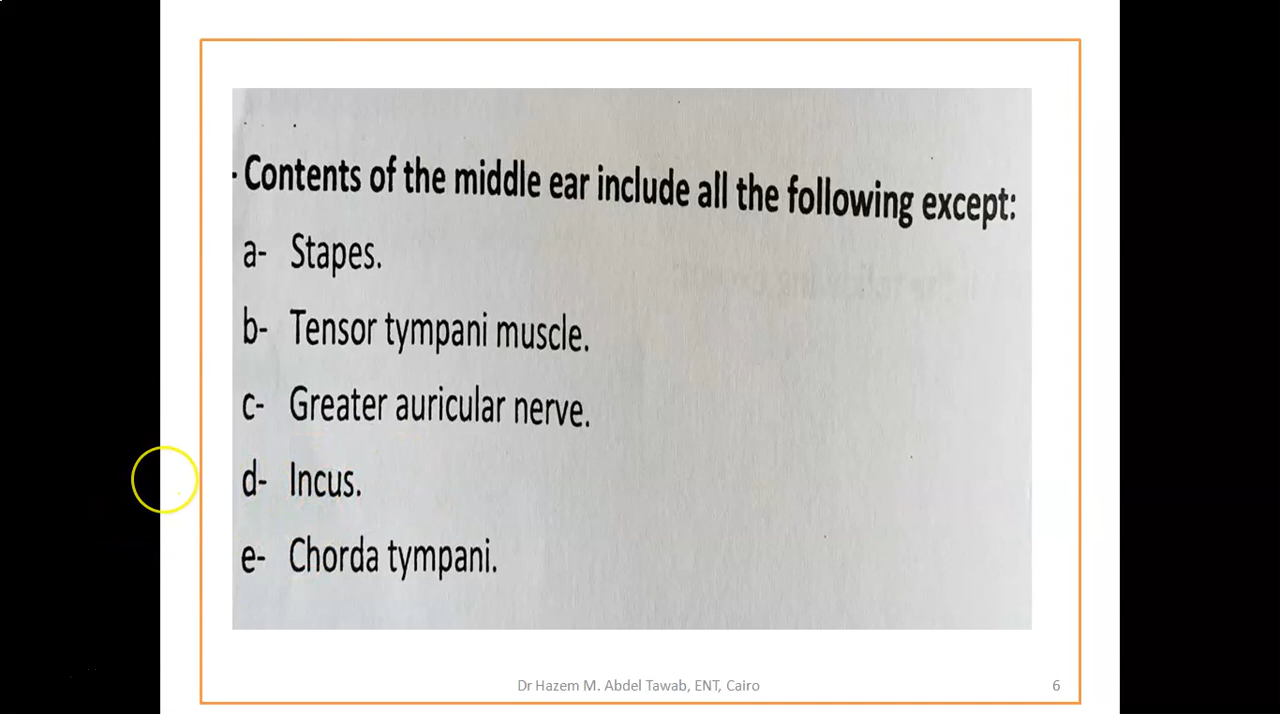 - Contents of the middle ear include all the following except:
a- Stapes.
b- Tensor tympani muscle.
c- Greater auricular nerve.
d- Incus.
e- Chorda tympani.
Dr Hazem M. Abdel Tawab, ENT, Cairo
6